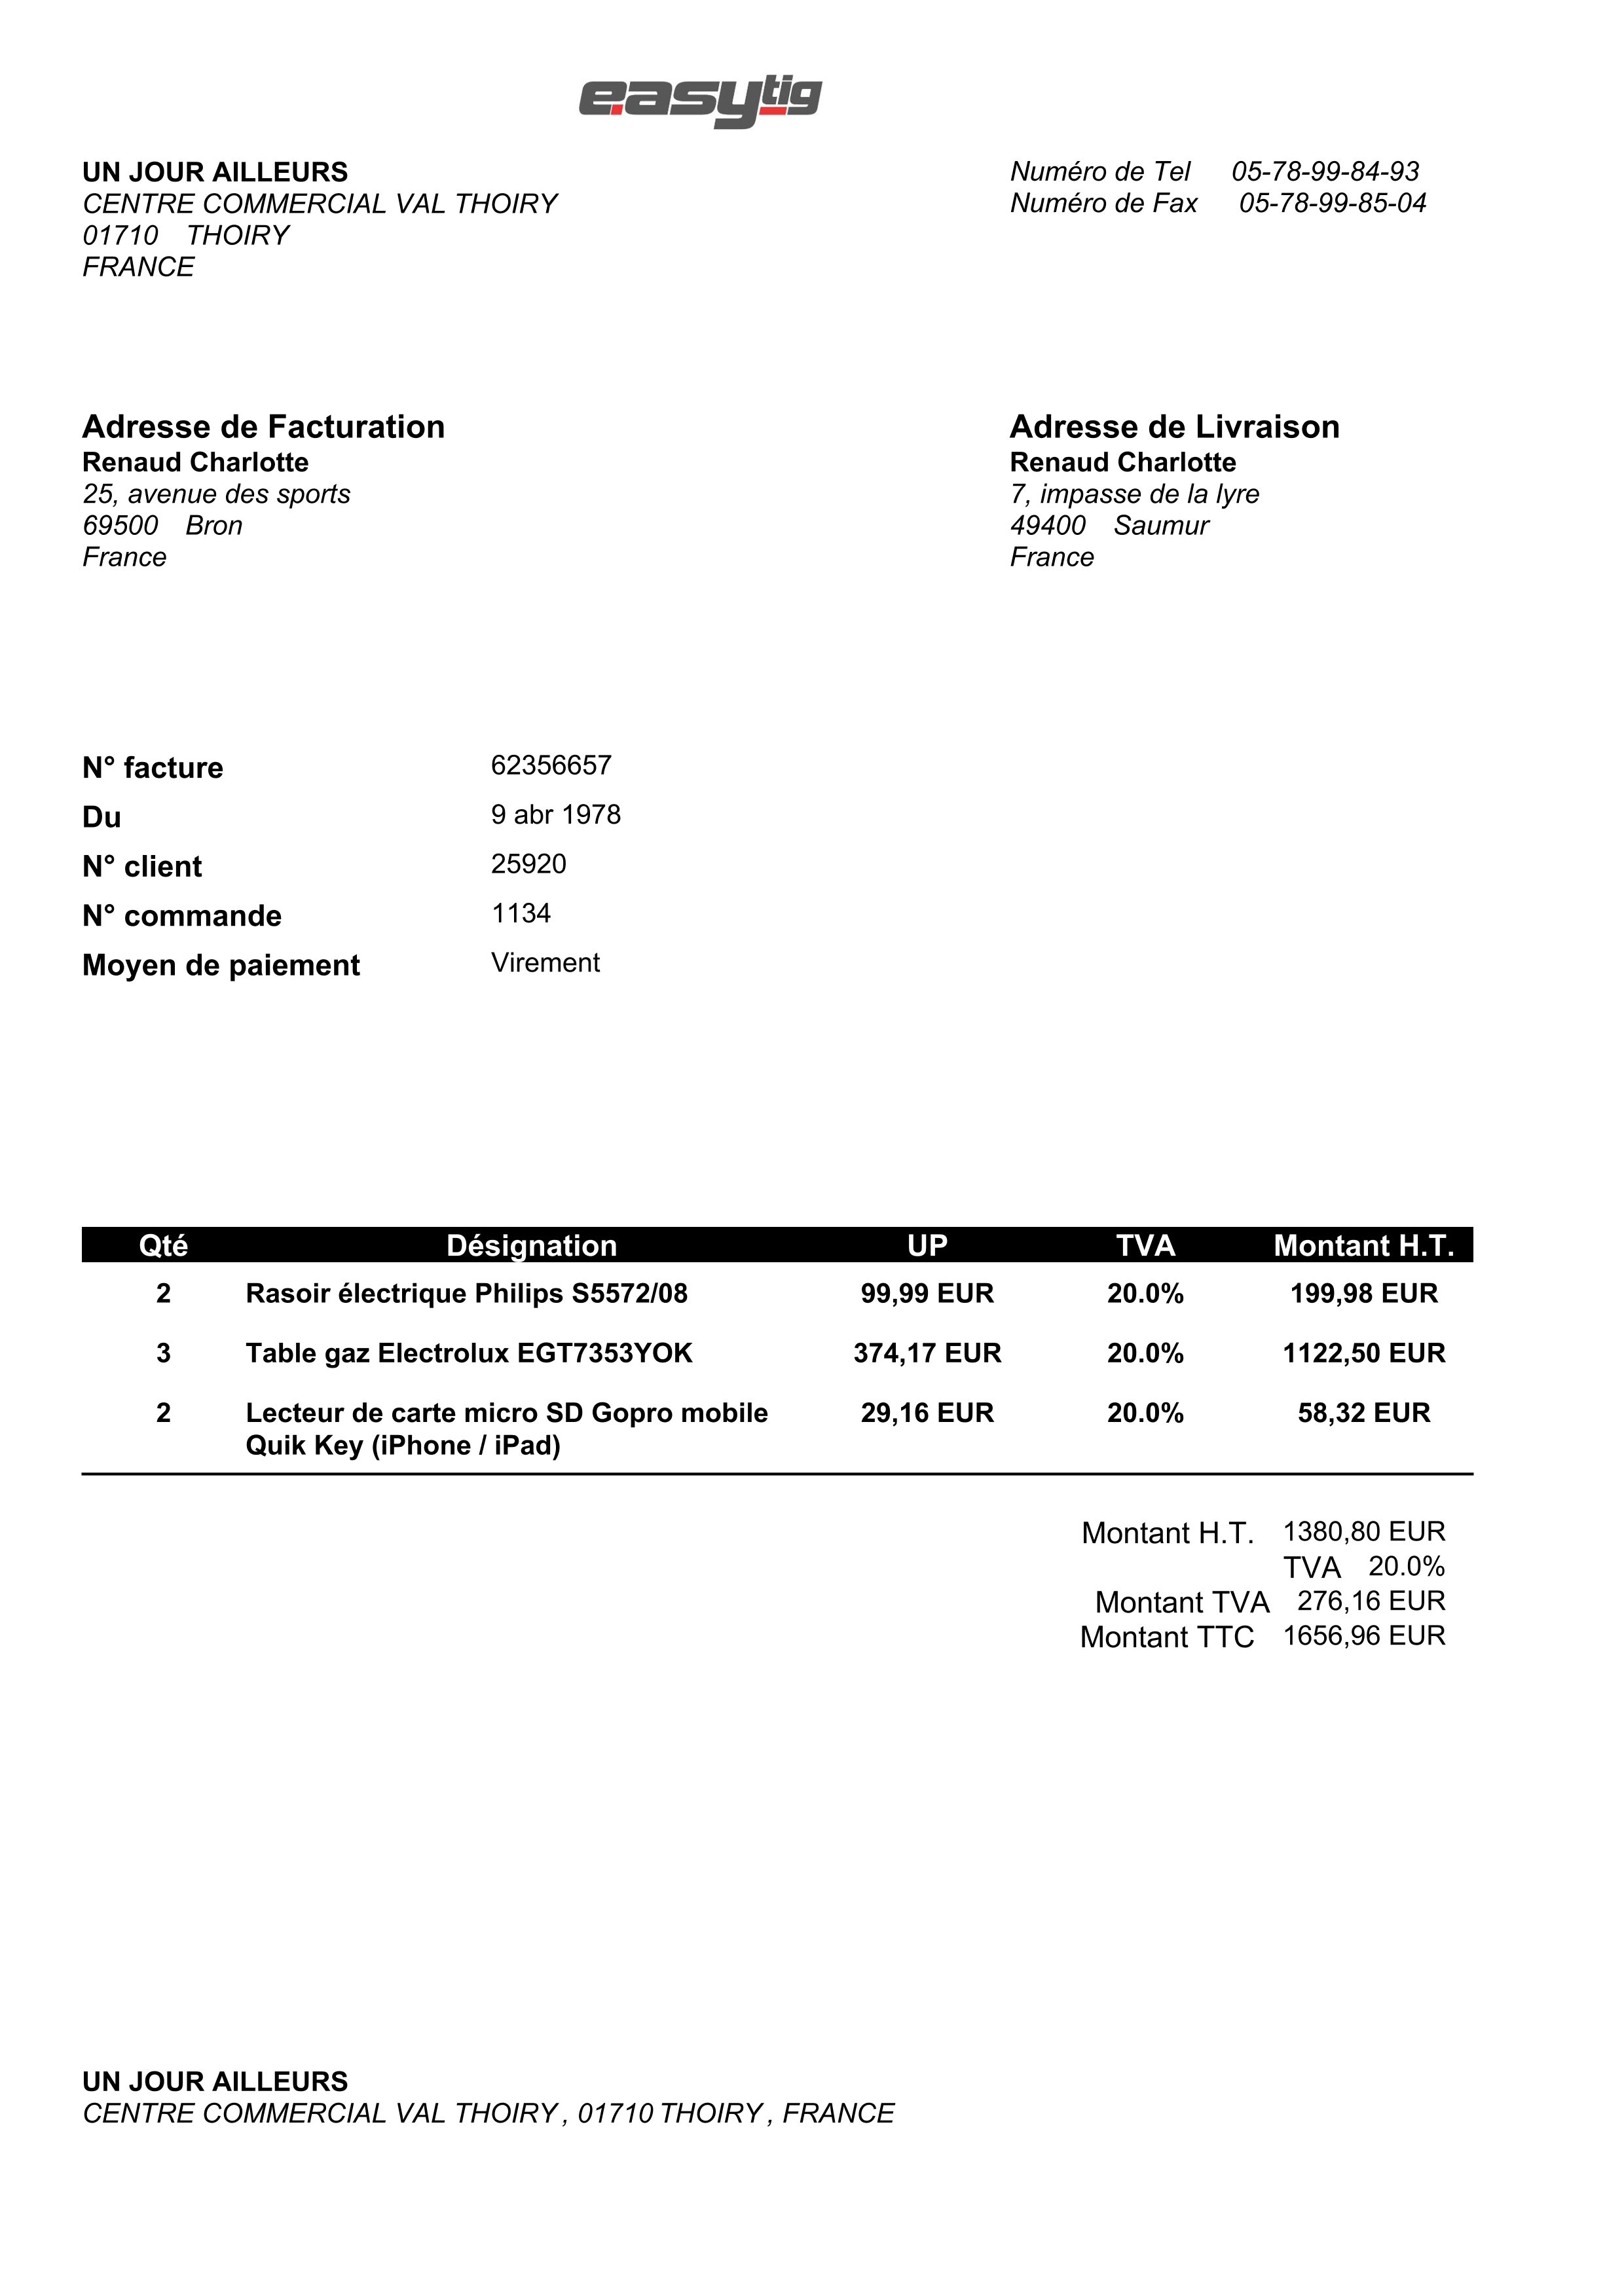 easytig
UN JOUR AILLEURS
CENTRE COMMERCIAL VAL THOIRY
01710 THOIRY
FRANCE
Numéro de Tel 05-78-99-84-93
Numéro de Fax 05-78-99-85-04
Adresse de Facturation
Renaud Charlotte
25, avenue des sports
69500 Bron
France
Adresse de Livraison
Renaud Charlotte
7, impasse de la lyre
49400 Saumur
France
N° facture 62356657
Du 9 abr 1978
N° client 25920
N° commande 1134
Moyen de paiement Virement
Qté Désignation UP TVA Montant H.T.
2 Rasoir électrique Philips S5572/08 99,99 EUR 20.0% 199,98 EUR
3 Table gaz Electrolux EGT7353YOK 374,17 EUR 20.0% 1122,50 EUR
2 Lecteur de carte micro SD Gopro mobile 29,16 EUR 20.0% 58,32 EUR
Quik Key (iPhone / iPad)
Montant H.T. 1380,80 EUR
TVA 20.0%
Montant TVA 276,16 EUR
Montant TTC 1656,96 EUR
UN JOUR AILLEURS
CENTRE COMMERCIAL VAL THOIRY , 01710 THOIRY , FRANCE